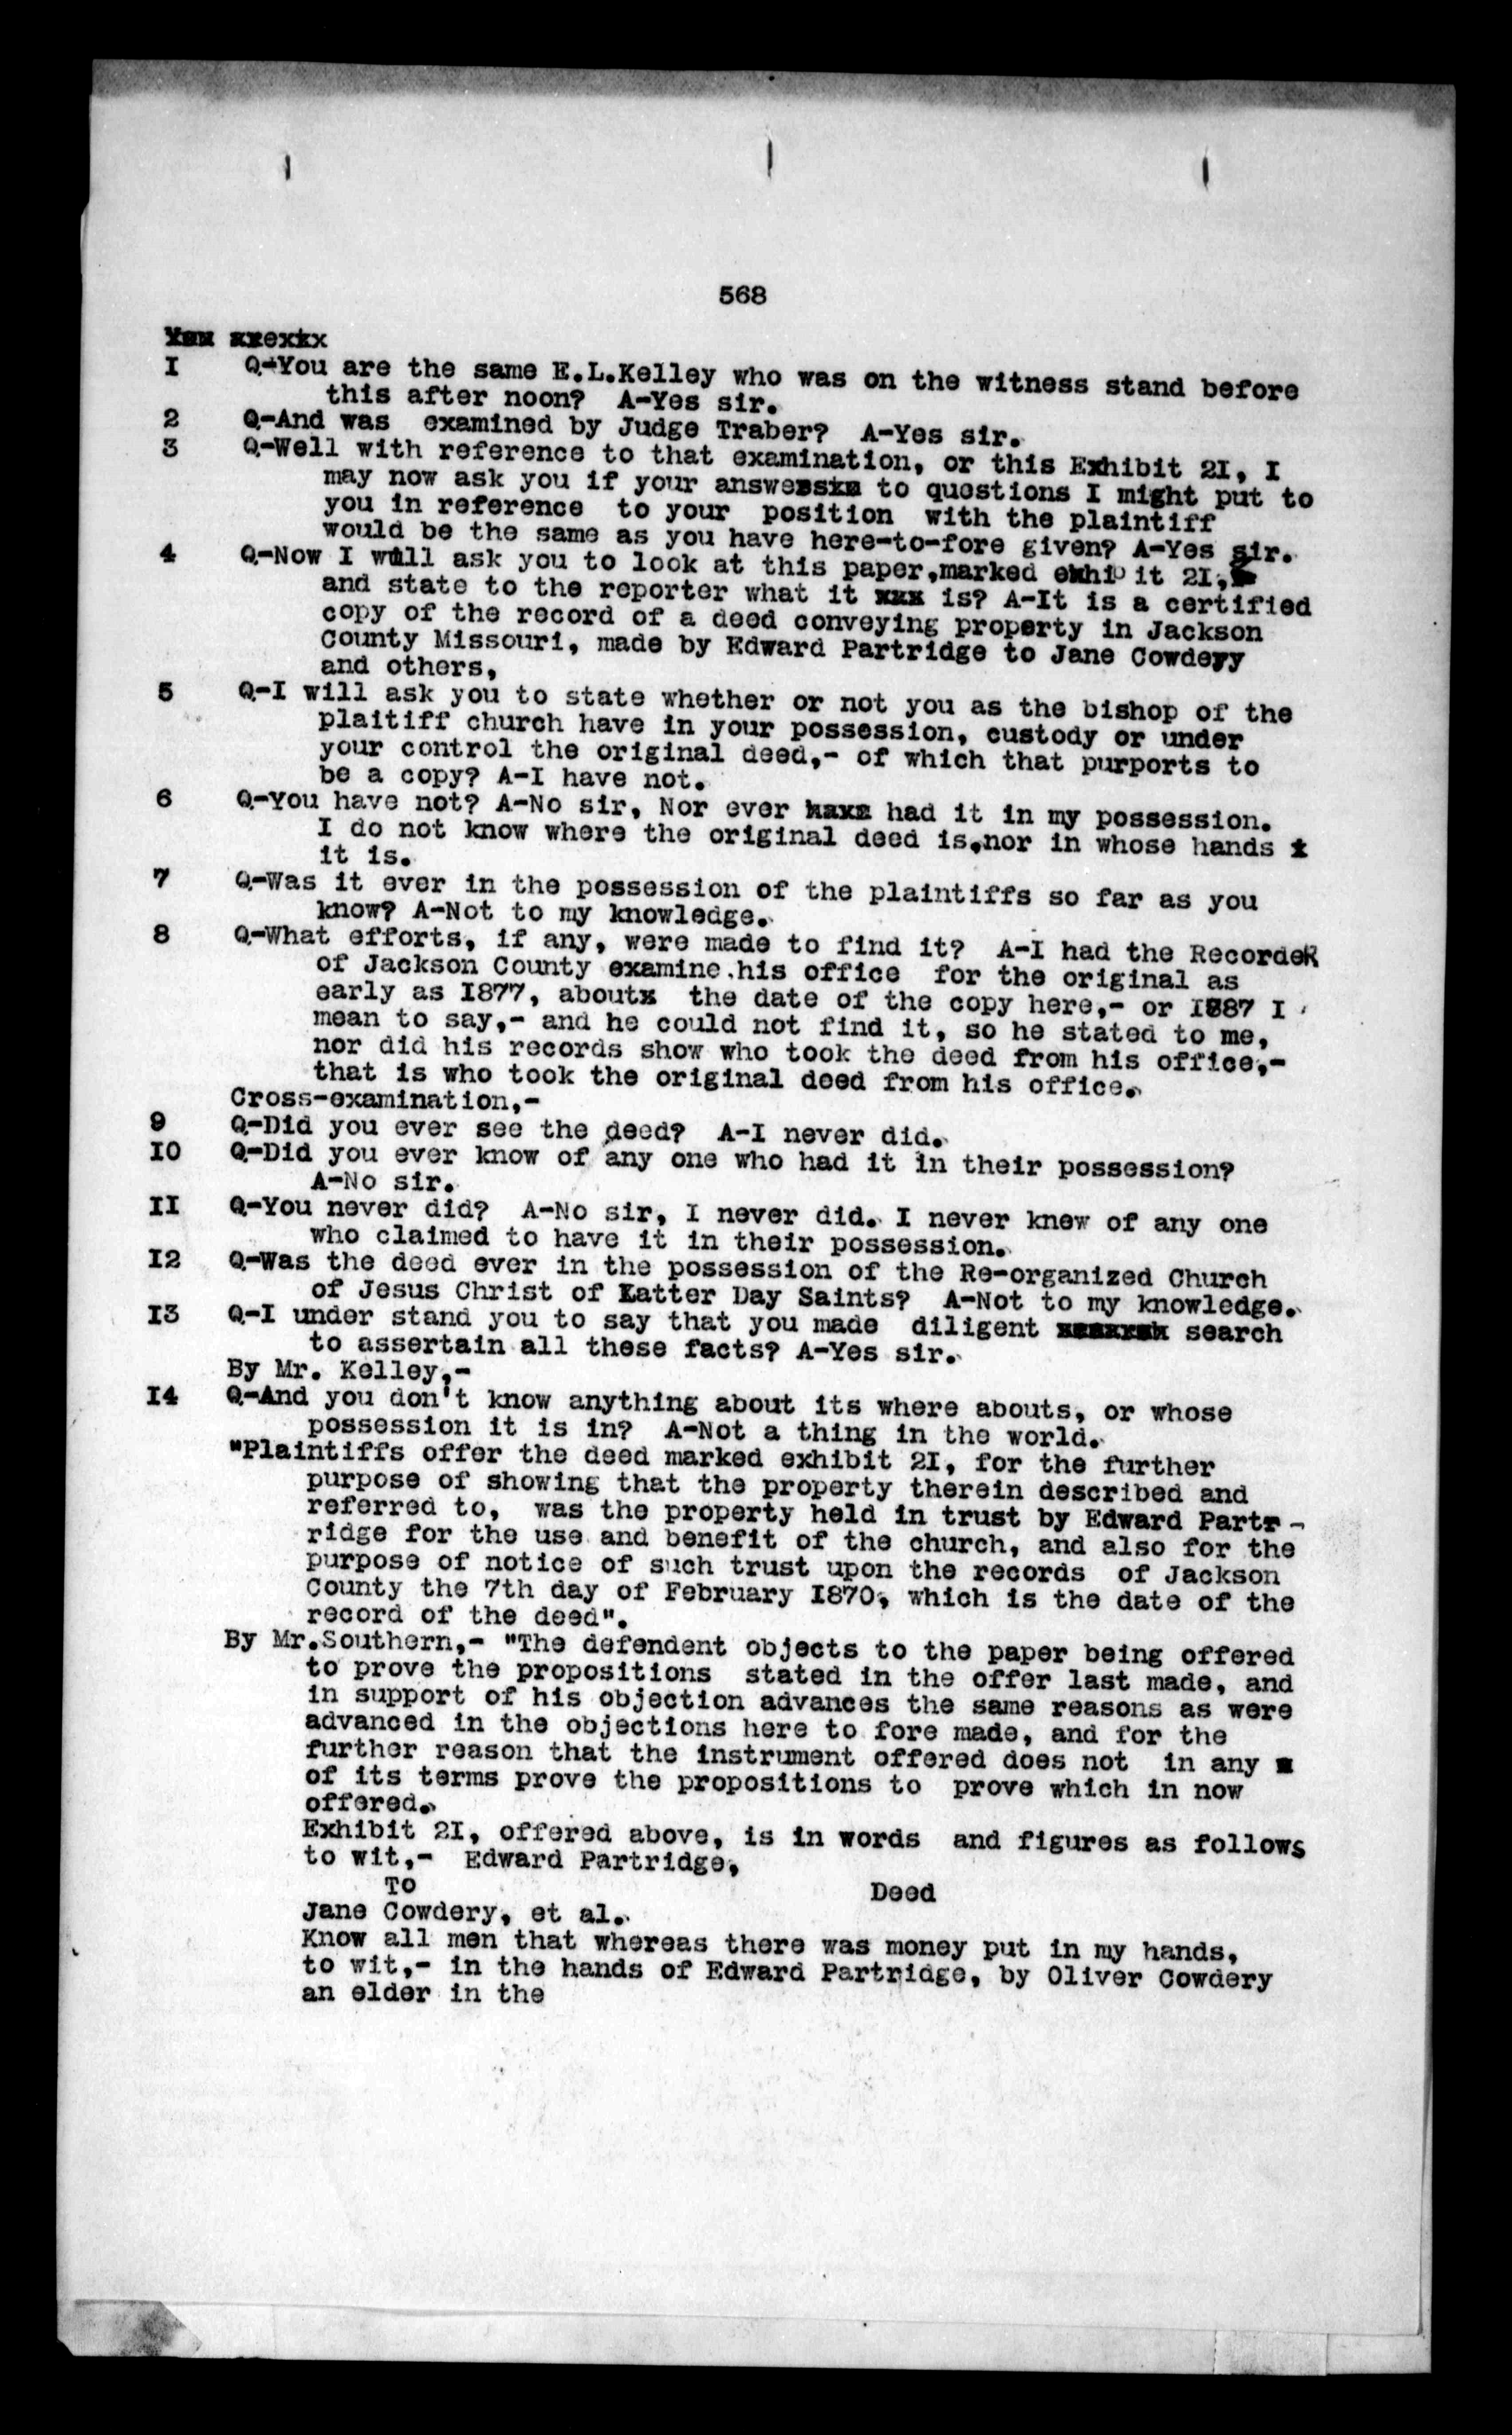 568
You arexxx
1 Q-You are the same E.L.Kelley who was on the witness stand before
this after noon? A-Yes sir.
2 Q-And was examined by Judge Traber? A-Yes sir.
3 Q-Well with reference to that examination, or this Exhibit 21, I
may now ask you if your answers to questions I might put to
you in reference to your position with the plaintiff
would be the same as you have here-to-fore given? A-Yes sir.
4 Q-Now I will ask you to look at this paper,marked exhibit 21,
and state to the reporter what it xxx is? A-It is a certified
copy of the record of a deed conveying property in Jackson
County Missouri, made by Edward Partridge to Jane Cowdery
and others,
5 Q-I will ask you to state whether or not you as the bishop of the
plaitiff church have in your possession, custody or under
your control the original deed,- of which that purports to
be a copy? A-I have not.
6 Q-You have not? A-No sir, Nor ever had it in my possession.
I do not know where the original deed is,nor in whose hands
it is.
7 Q-Was it ever in the possession of the plaintiffs so far as you
know? A-Not to my knowledge.
8 Q-What efforts, if any, were made to find it? A-I had the RecordeR
of Jackson County examine his office for the original as
early as 1877, about the date of the copy here,- or 1887 I
mean to say,- and he could not find it, so he stated to me,
nor did his records show who took the deed from his office,-
that is who took the original deed from his office.
Cross-examination,-
9 Q-Did you ever see the deed? A-I never did.
10 Q-Did you ever know of any one who had it in their possession?
A-No sir.
11 Q-You never did? A-No sir, I never did. I never knew of any one
who claimed to have it in their possession.
12 Q-Was the deed ever in the possession of the Re-organized Church
of Jesus Christ of Latter Day Saints? A-Not to my knowledge.
13 Q-I under stand you to say that you made diligent search
to assertain all these facts? A-Yes sir.
By Mr. Kelley,-
14 Q-And you don't know anything about its where abouts, or whose
possession it is in? A-Not a thing in the world.
"Plaintiffs offer the deed marked exhibit 21, for the further
purpose of showing that the property therein described and
referred to, was the property held in trust by Edward Partr-
ridge for the use and benefit of the church, and also for the
purpose of notice of such trust upon the records of Jackson
County the 7th day of February 1870, which is the date of the
record of the deed".
By Mr.Southern,- "The defendent objects to the paper being offered
to prove the propositions stated in the offer last made, and
in support of his objection advances the same reasons as were
advanced in the objections here to fore made, and for the
further reason that the instrument offered does not in any
of its terms prove the propositions to prove which in now
offered.
Exhibit 21, offered above, is in words and figures as follows
to wit,- Edward Partridge,
To Deed
Jane Cowdery, et al.
Know all men that whereas there was money put in my hands,
to wit,- in the hands of Edward Partridge, by Oliver Cowdery
an elder in the